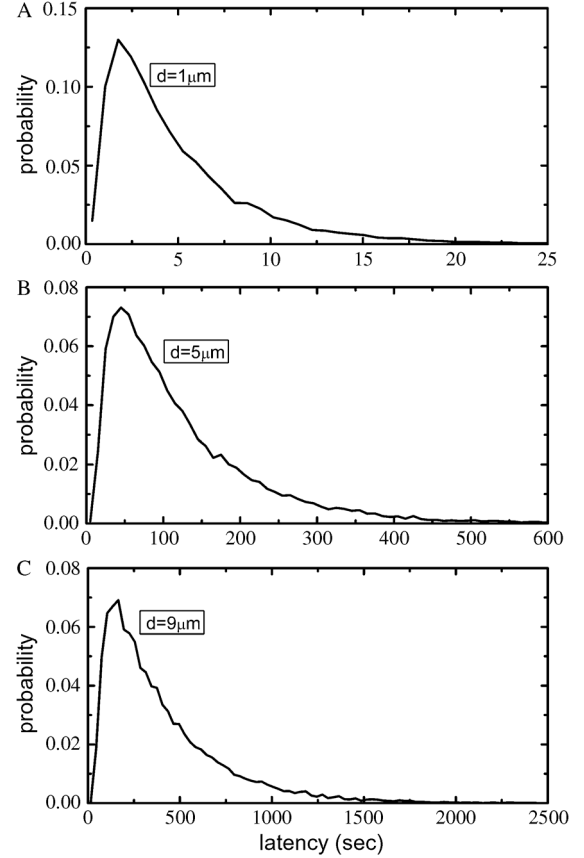 A
0.15
0.10
0.05
0.00
probability
d=1μm
0 5 10 15 20 25
B
0.08
0.06
0.04
0.02
0.00
probability
d=5μm
0 100 200 300 400 500 600
C
0.08
0.06
0.04
0.02
0.00
probability
d=9μm
0 500 1000 1500 2000 2500
latency (sec)